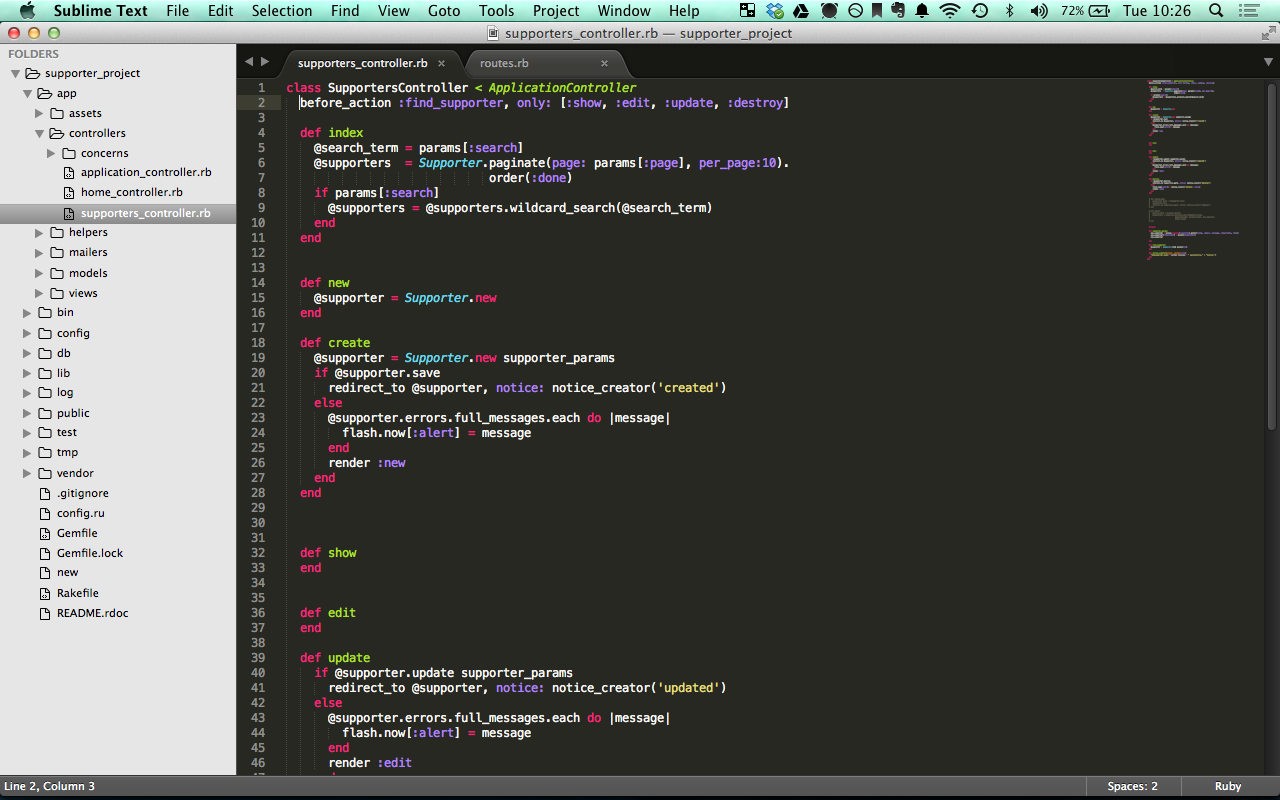 Sublime Text File Edit Selection Find View Goto Tools Project Window Help 72% Tue 10:26
supporters_controller.rb — supporter_project
FOLDERS
supporter_project
app
assets
controllers
concerns
application_controller.rb
home_controller.rb
supporters_controller.rb
helpers
mailers
models
views
bin
config
db
lib
log
public
test
tmp
vendor
.gitignore
config.ru
Gemfile
Gemfile.lock
new
Rakefile
README.rdoc
supporters_controller.rb × routes.rb ×
1 class SupportersController < ApplicationController
2 before_action :find_supporter, only: [:show, :edit, :update, :destroy]
3
4 def index
5 @search_term = params[:search]
6 @supporters = Supporter.paginate(page: params[:page], per_page:10).
7 order(:done)
8 if params[:search]
9 @supporters = @supporters.wildcard_search(@search_term)
10 end
11 end
12
13
14 def new
15 @supporter = Supporter.new
16 end
17
18 def create
19 @supporter = Supporter.new supporter_params
20 if @supporter.save
21 redirect_to @supporter, notice: notice_creator('created')
22 else
23 @supporter.errors.full_messages.each do |message|
24 flash.now[:alert] = message
25 end
26 render :new
27 end
28 end
29
30
31
32 def show
33 end
34
35
36 def edit
37 end
38
39 def update
40 if @supporter.update supporter_params
41 redirect_to @supporter, notice: notice_creator('updated')
42 else
43 @supporter.errors.full_messages.each do |message|
44 flash.now[:alert] = message
45 end
46 render :edit
Line 2, Column 3 Spaces: 2 Ruby